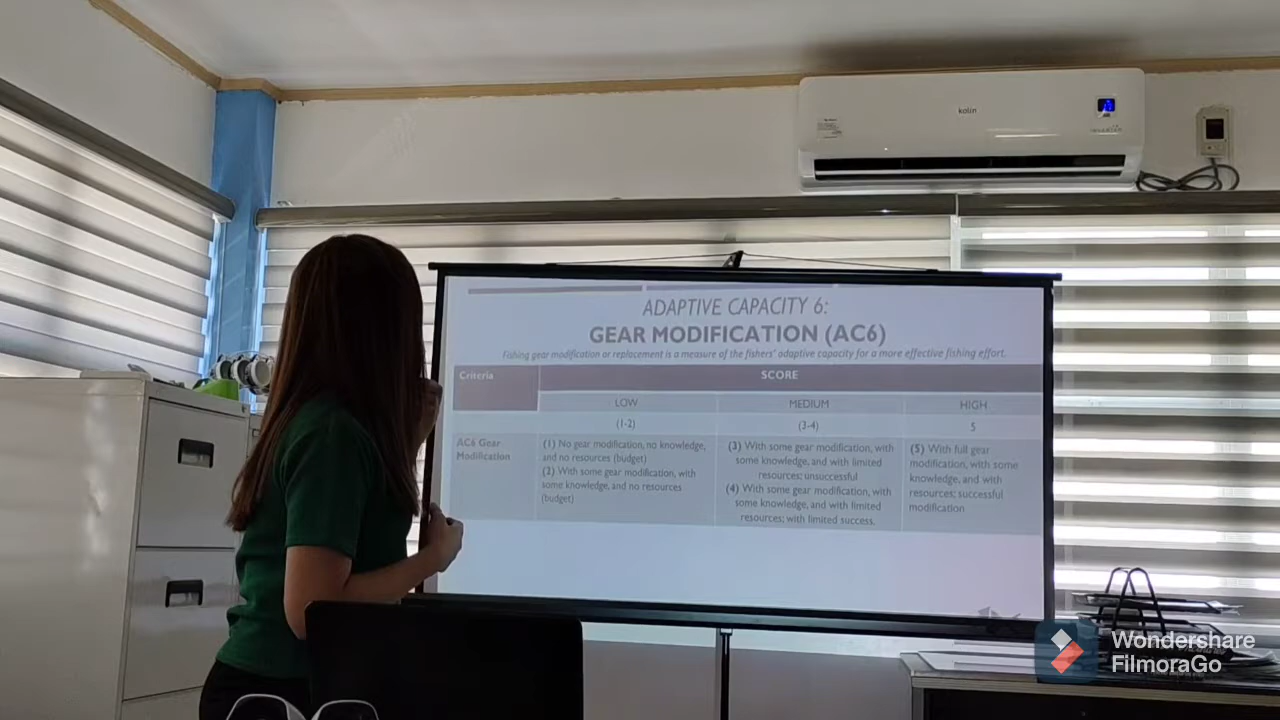 kolin
INVERTER
ADAPTIVE CAPACITY 6:
GEAR MODIFICATION (AC6)
Fishing gear modification or replacement is a measure of the fishers' adaptive capacity for a more effective fishing effort.
Criteria
SCORE
LOW
MEDIUM
HIGH
(1-2)
(3-4)
5
AC6 Gear
Modification
(1) No gear modification, no knowledge,
and no resources (budget)
(2) With some gear modification, with
some knowledge, and no resources
(budget)
(3) With some gear modification, with
some knowledge, and with limited
resources; unsuccessful
(4) With some gear modification, with
some knowledge, and with limited
resources; with limited success.
(5) With full gear
modification, with some
knowledge, and with
resources; successful
modification
Wondershare
FilmoraGo